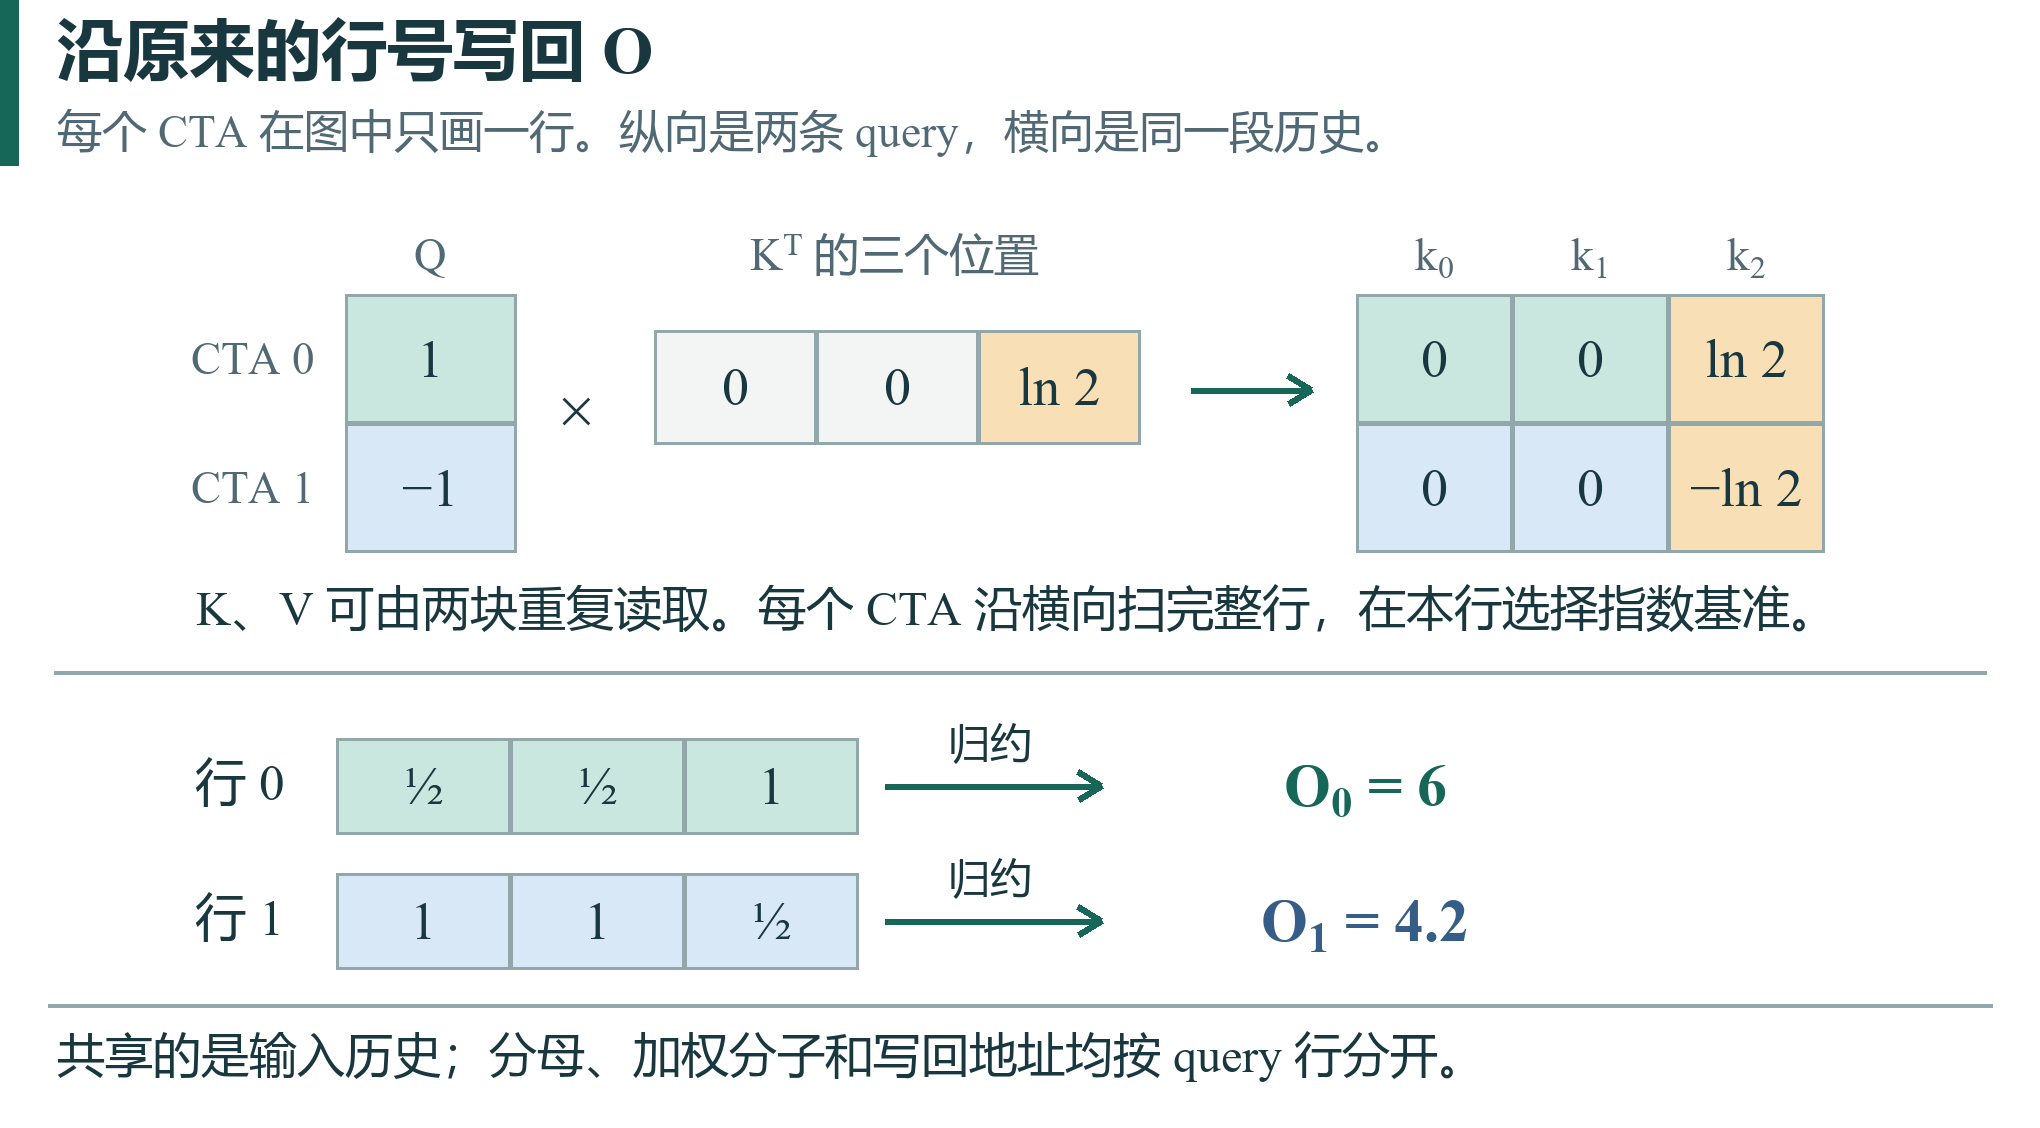 沿原来的行号写回 O
每个 CTA 在图中只画一行。纵向是两条 query，横向是同一段历史。
Q
Kᵀ 的三个位置
k₀ k₁ k₂
CTA 0 1 × 0 0 ln 2 0 0 ln 2
CTA 1 −1 0 0 −ln 2
K、V 可由两块重复读取。每个 CTA 沿横向扫完整行，在本行选择指数基准。
行 0 ½ ½ 1 归约 O₀ = 6
行 1 1 1 ½ 归约 O₁ = 4.2
共享的是输入历史；分母、加权分子和写回地址均按 query 行分开。